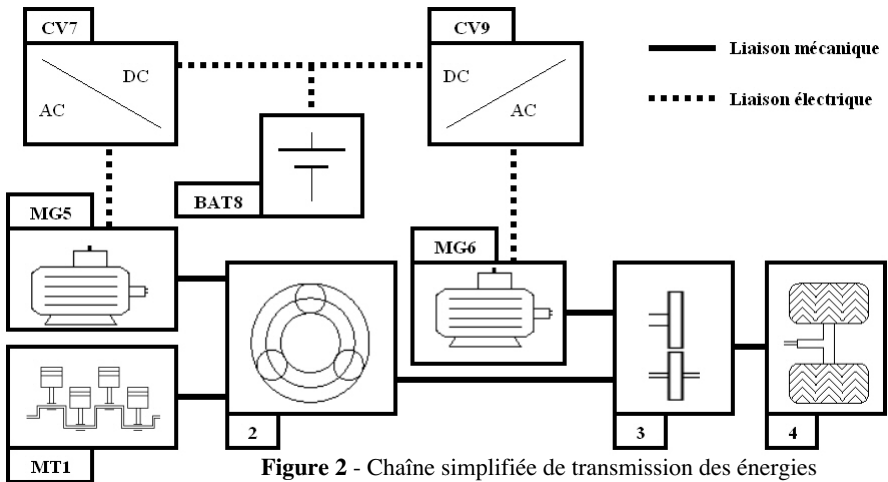 CV7
CV9
DC
AC
DC
AC
Liaison mécanique
Liaison électrique
BAT8
MG5
MG6
2
3
4
MT1
Figure 2 - Chaîne simplifiée de transmission des énergies